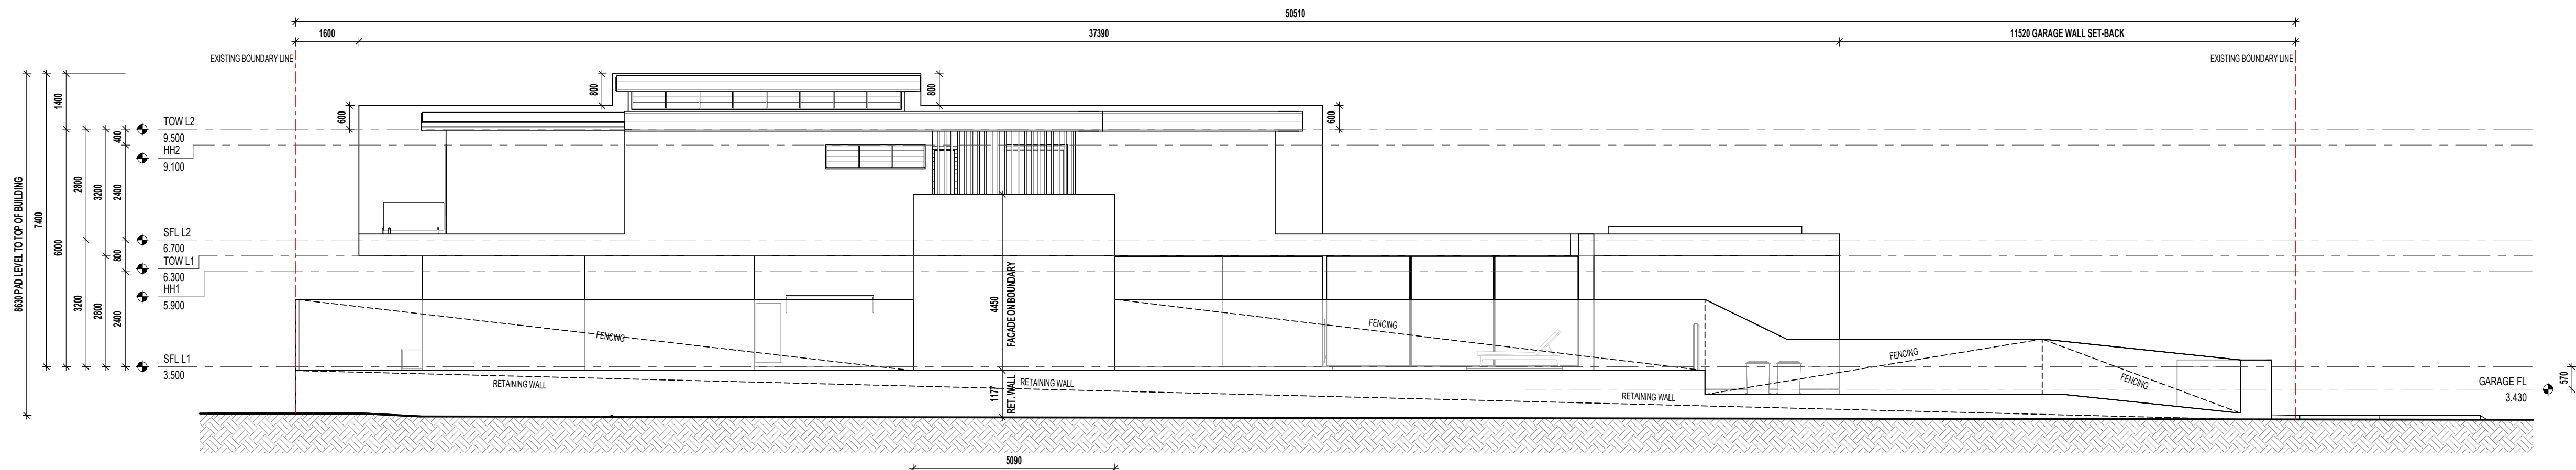 50510
1600
37390
11520 GARAGE WALL SET-BACK
EXISTING BOUNDARY LINE
EXISTING BOUNDARY LINE
8630 PAD LEVEL TO TOP OF BUILDING
7400
1400
6000
2800
3200
3200
2800
400
2400
800
2400
TOW L2
9.500
HH2
9.100
SFL L2
6.700
TOW L1
6.300
HH1
5.900
SFL L1
3.500
600
800
800
600
4450
FACADE ON BOUNDARY
1177
RET. WALL
FENCING
FENCING
FENCING
FENCING
RETAINING WALL
RETAINING WALL
RETAINING WALL
GARAGE FL
3.430
570
5090